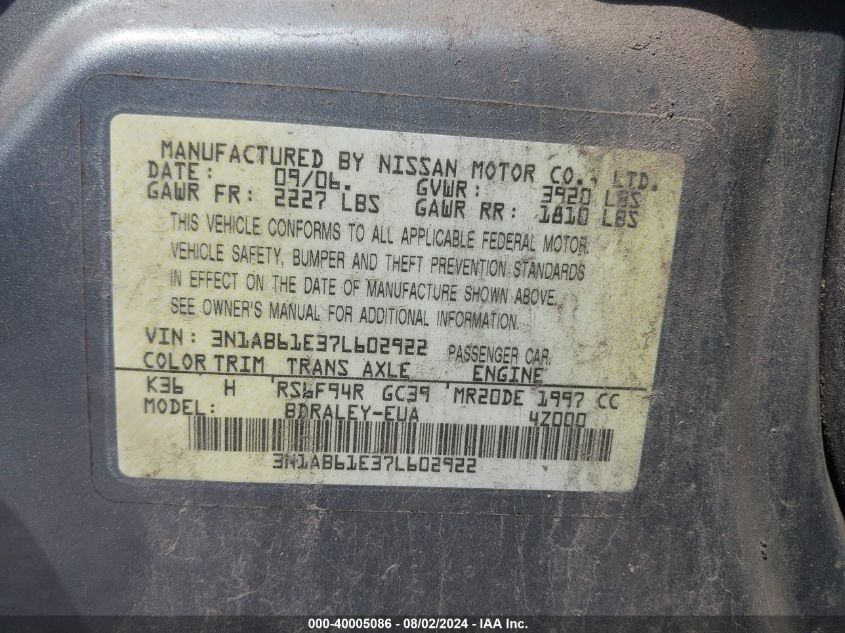 MANUFACTURED BY NISSAN MOTOR CO., LTD.
DATE: 09/06. GVWR: 3920 LBS
GAWR FR: 2227 LBS GAWR RR: 1810 LBS
THIS VEHICLE CONFORMS TO ALL APPLICABLE FEDERAL MOTOR
VEHICLE SAFETY, BUMPER AND THEFT PREVENTION STANDARDS
IN EFFECT ON THE DATE OF MANUFACTURE SHOWN ABOVE.
SEE OWNER'S MANUAL FOR ADDITIONAL INFORMATION.
VIN: 3N1AB61E37L602922 PASSENGER CAR
COLOR TRIM TRANS AXLE ENGINE
K36 H RS6F94R GC39 MR20DE 1997 CC
MODEL: BDRALEY-EUA 4Z000
3N1AB61E37L602922
000-40005086 - 08/02/2024 - IAA Inc.